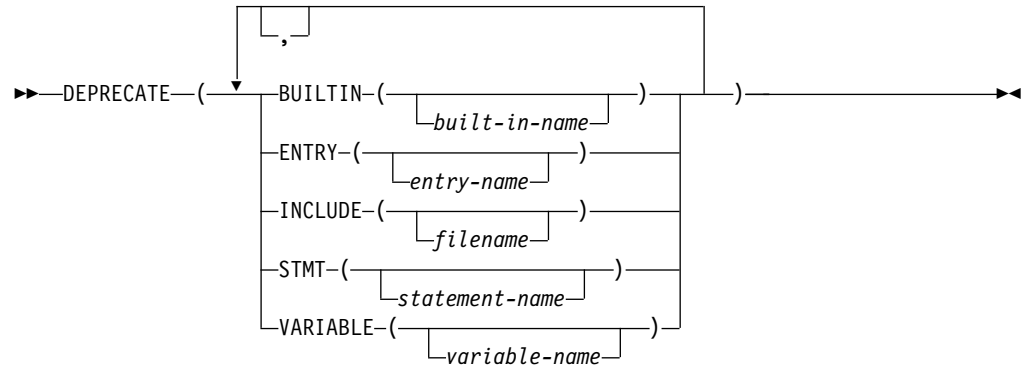 ,
DEPRECATE ( BUILTIN ( ) )
built-in-name
ENTRY ( )
entry-name
INCLUDE ( )
filename
STMT ( )
statement-name
VARIABLE ( )
variable-name